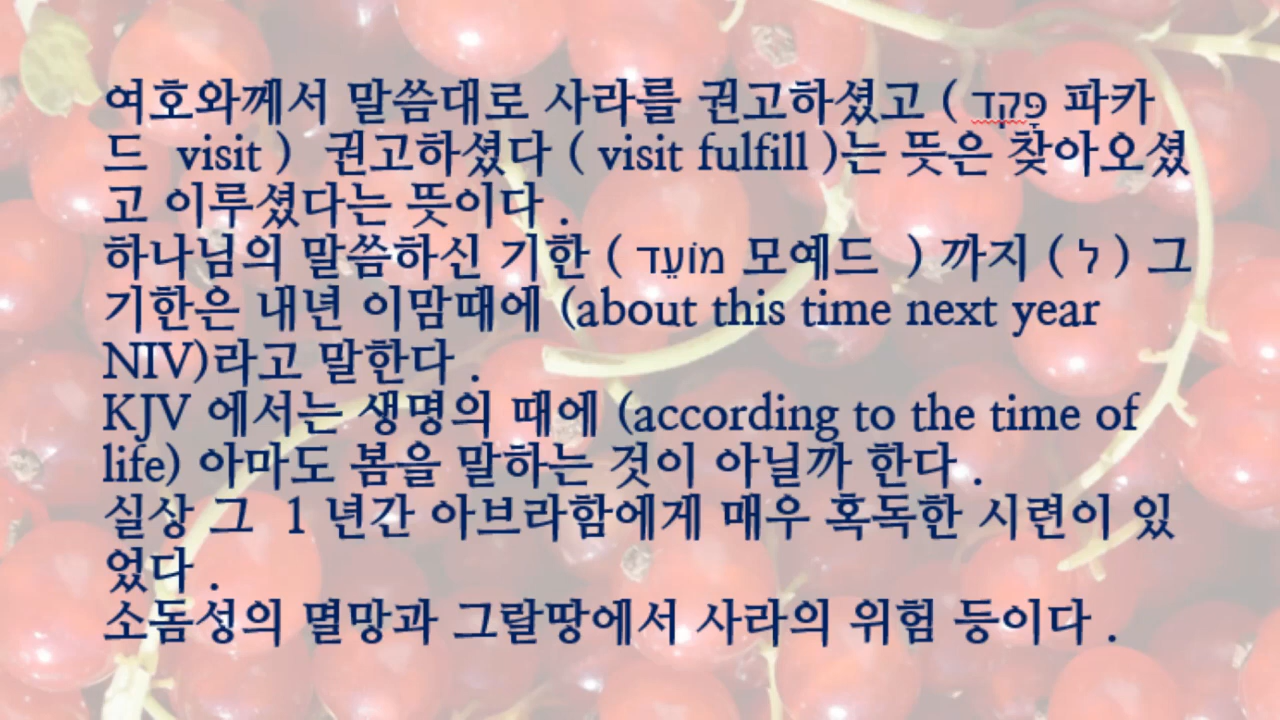 여호와께서 말씀대로 사라를 권고하셨고 ( פָּקַד 파카
드 visit ) 권고하셨다 ( visit fulfill )는 뜻은 찾아오셨
고 이루셨다는 뜻이다 .
하나님의 말씀하신 기한 ( מוֹעֵד 모예드 ) 까지 ( ל ) 그
기한은 내년 이맘때에 (about this time next year
NIV)라고 말한다 .
KJV 에서는 생명의 때에 (according to the time of
life) 아마도 봄을 말하는 것이 아닐까 한다 .
실상 그 1 년간 아브라함에게 매우 혹독한 시련이 있
었다 .
소돔성의 멸망과 그랄땅에서 사라의 위험 등이다 .